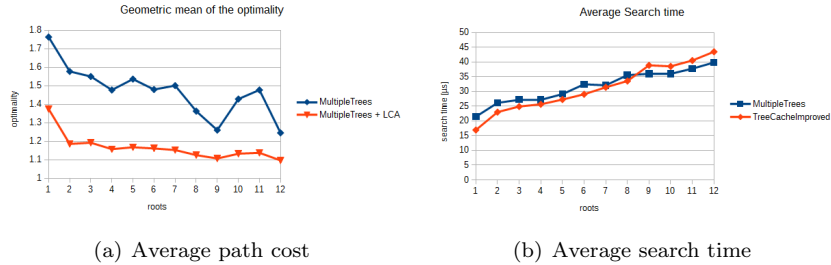 Geometric mean of the optimality
1.8
1.7
1.6
1.5
1.4
1.3
1.2
1.1
1
optimality
1 2 3 4 5 6 7 8 9 10 11 12
roots
MultipleTrees
MultipleTrees + LCA
(a) Average path cost
Average Search time
50
45
40
35
30
25
20
15
10
5
0
search time [µs]
1 2 3 4 5 6 7 8 9 10 11 12
roots
MultipleTrees
TreeCacheImproved
(b) Average search time